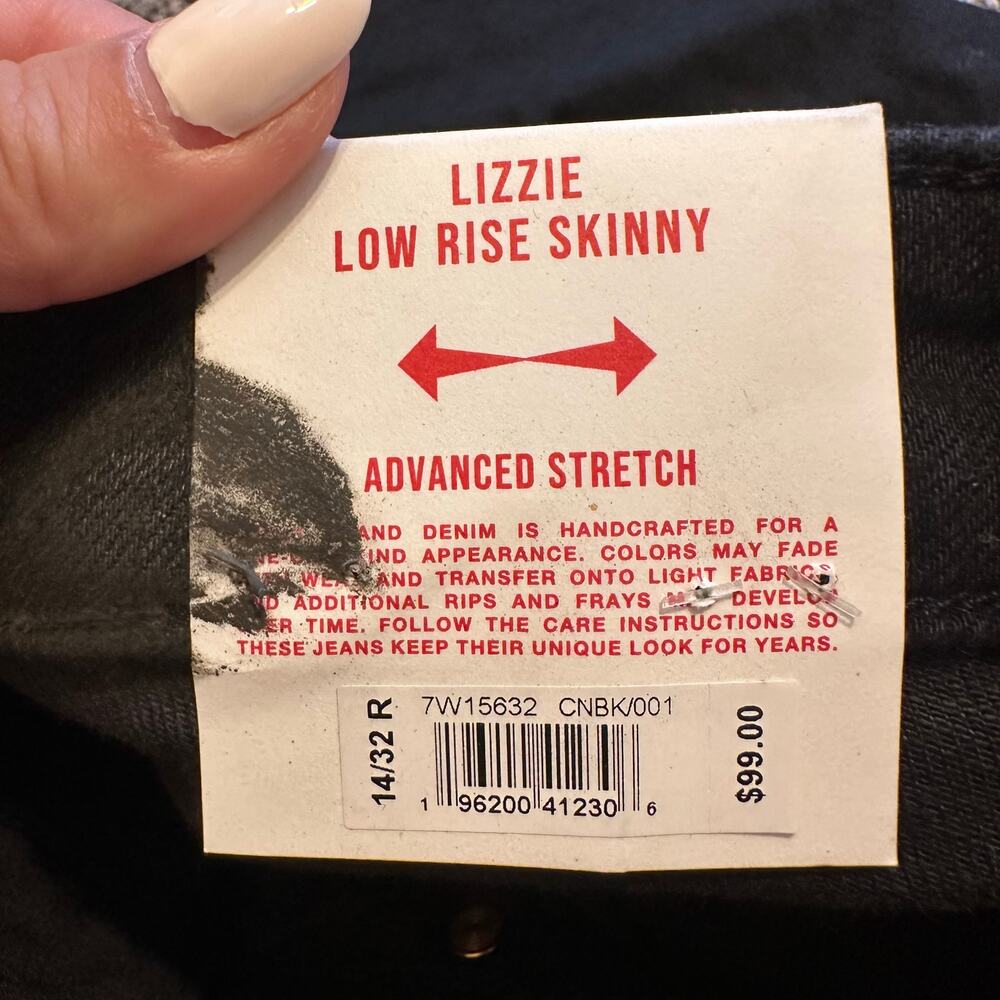 LIZZIE
LOW RISE SKINNY
ADVANCED STRETCH
AND DENIM IS HANDCRAFTED FOR A
APPEARANCE. COLORS MAY FADE
AND TRANSFER ONTO LIGHT FABRICS
ADDITIONAL RIPS AND FRAYS DEVELOP
TIME. FOLLOW THE CARE INSTRUCTIONS SO
THESE JEANS KEEP THEIR UNIQUE LOOK FOR YEARS.
14/32 R
7W15632 CNBK/001
1 96200 41230 6
$99.00